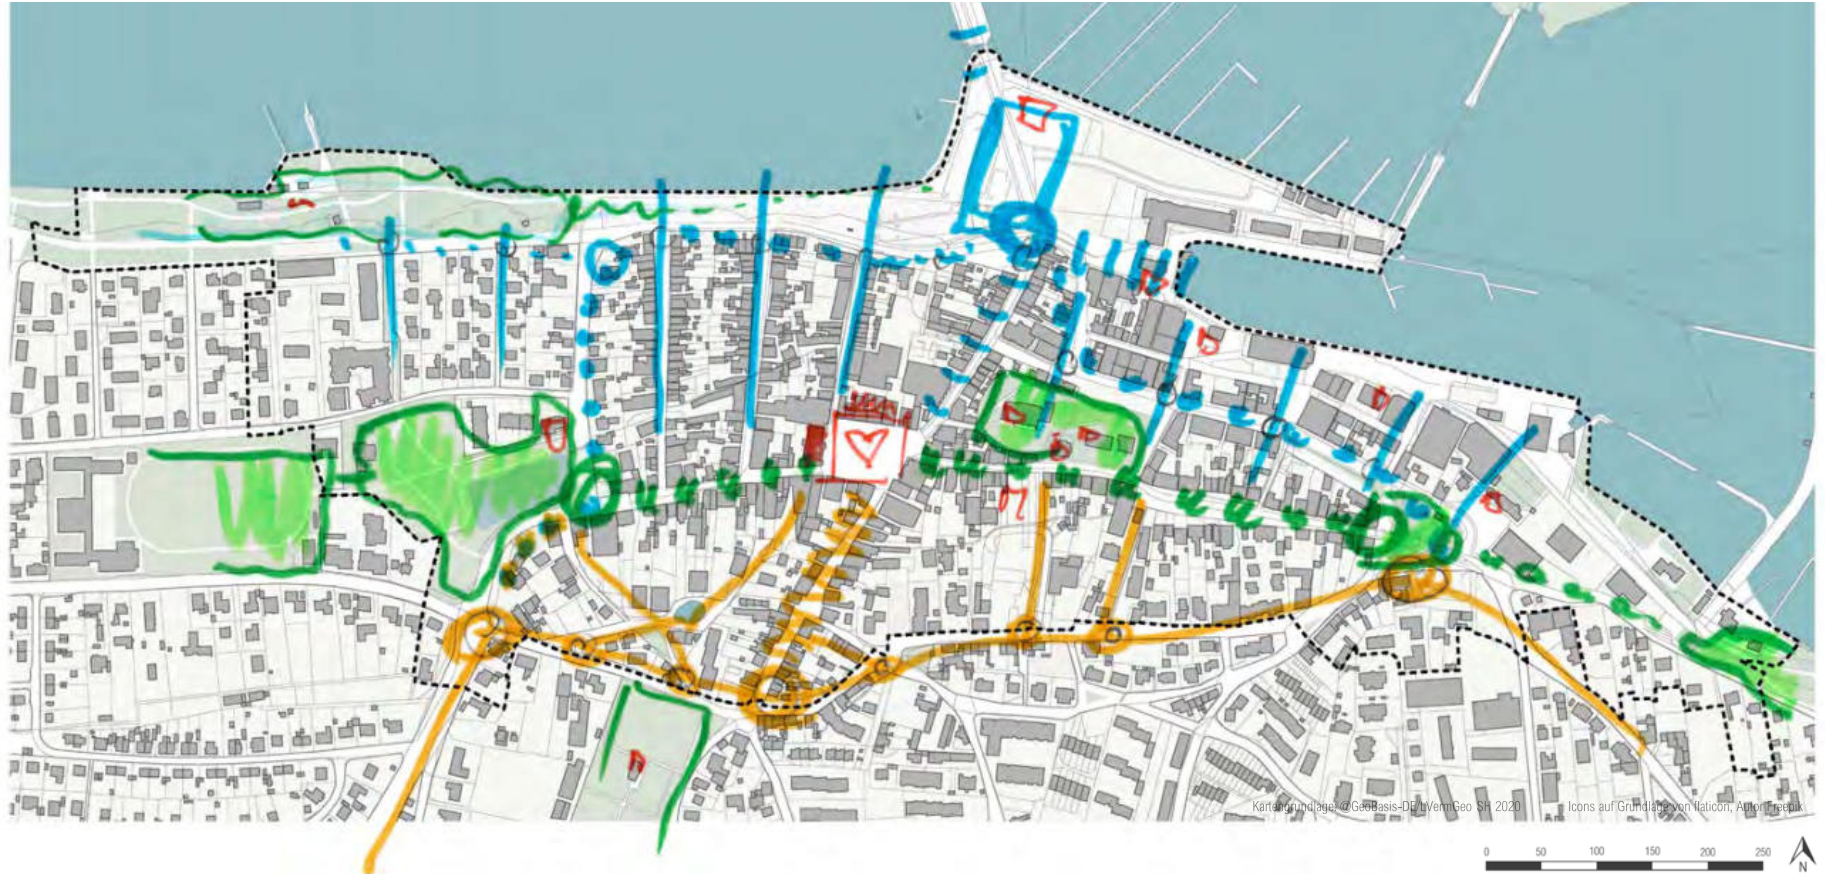 Kartengrundlage: @GeoBasis-DE/LVermGeo SH 2020 Icons auf Grundlage von flaticon, Autor Freepik
0 50 100 150 200 250
N